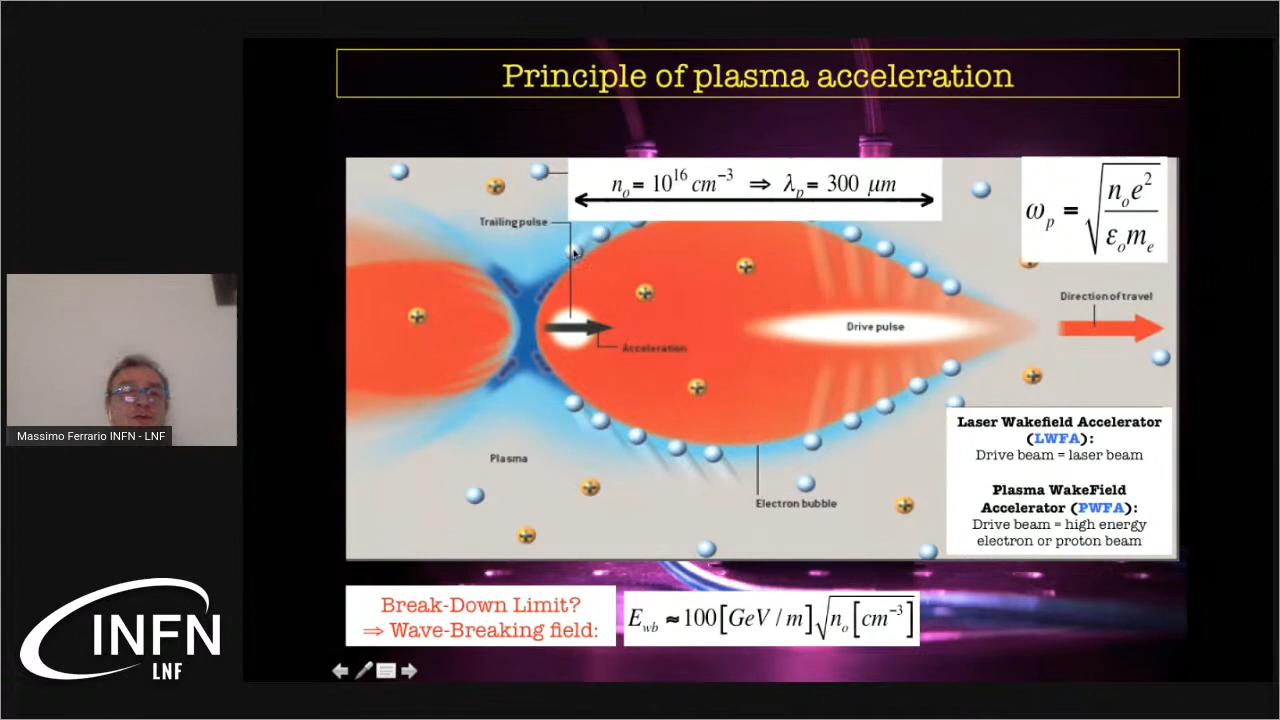 Principle of plasma acceleration
n₀ = 10¹⁶ cm⁻³ ⇒ λₚ = 300 μm
ωₚ = √(n₀e² / ε₀mₑ)
Trailing pulse
Direction of travel
Drive pulse
Acceleration
Plasma
Electron bubble
Laser Wakefield Accelerator
(LWFA):
Drive beam = laser beam
Plasma WakeField
Accelerator (PWFA):
Drive beam = high energy
electron or proton beam
Massimo Ferrario INFN - LNF
Break-Down Limit?
⇒ Wave-Breaking field:
E_wb ≈ 100[GeV / m]√n₀[cm⁻³]
INFN
LNF